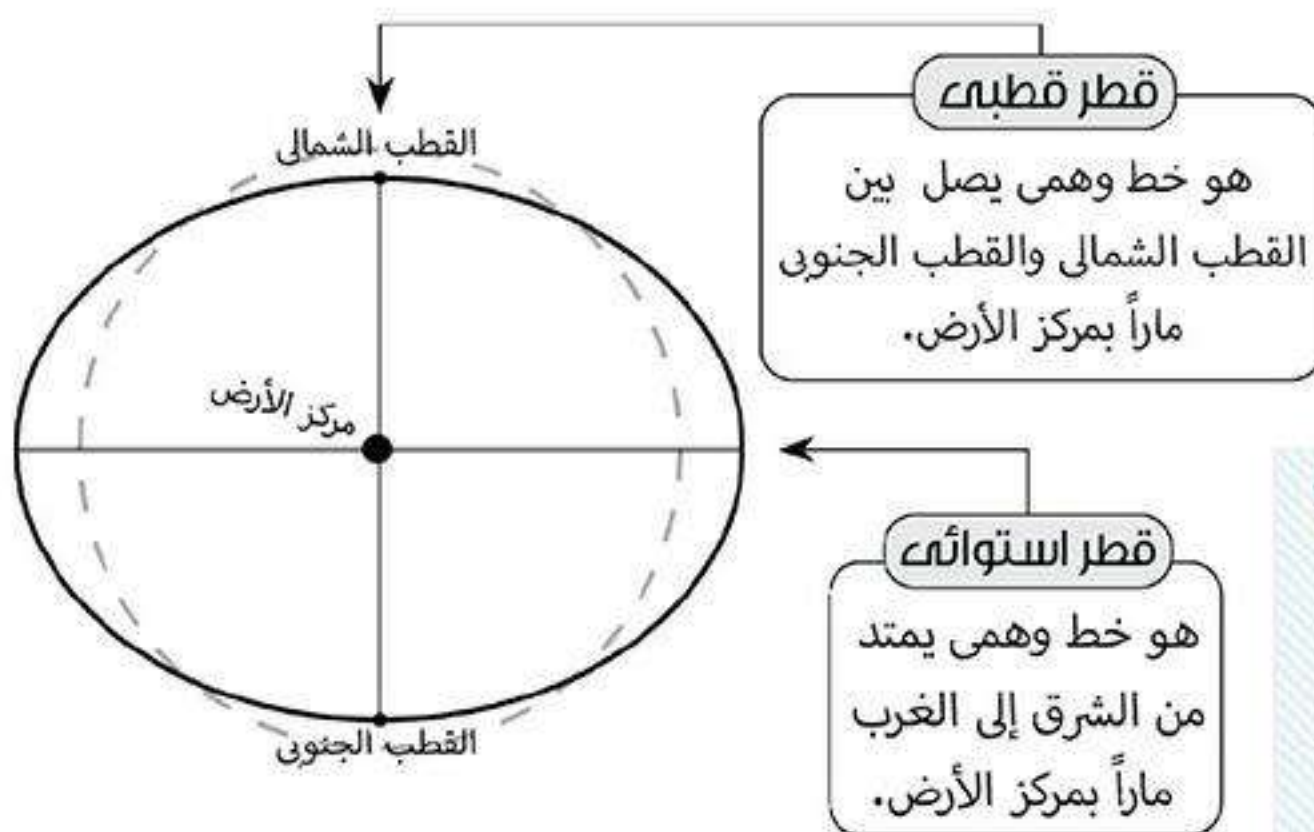 قطر قطبى
هو خط وهمى يصل بين
القطب الشمالى والقطب الجنوبى
ماراً بمركز الأرض.
القطب الشمالى
مركز الأرض
القطب الجنوبى
قطر استوائى
هو خط وهمى يمتد
من الشرق إلى الغرب
ماراً بمركز الأرض.